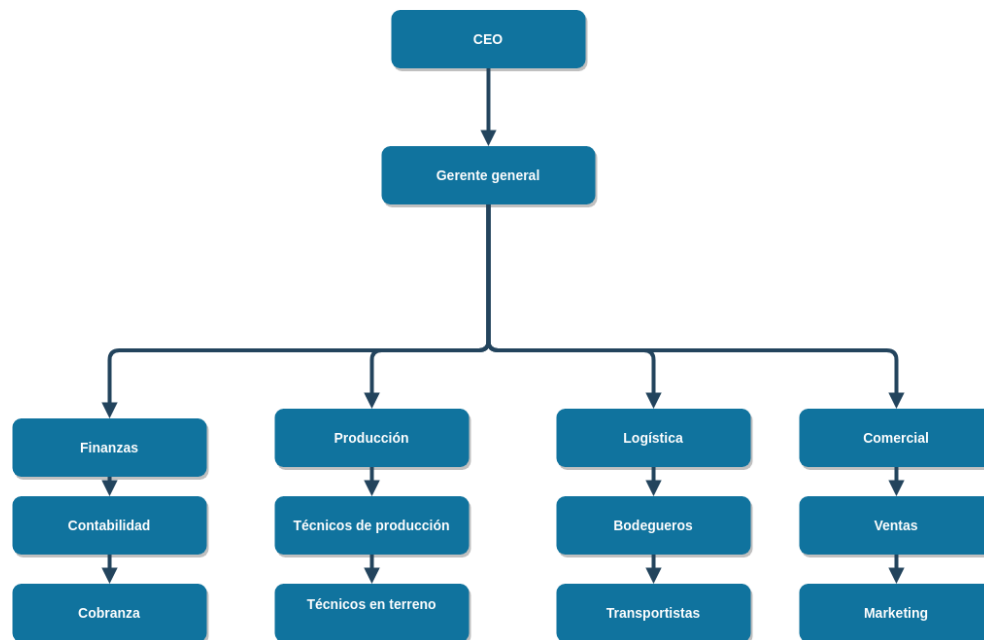 CEO
Gerente general
Finanzas
Producción
Logística
Comercial
Contabilidad
Técnicos de producción
Bodegueros
Ventas
Cobranza
Técnicos en terreno
Transportistas
Marketing